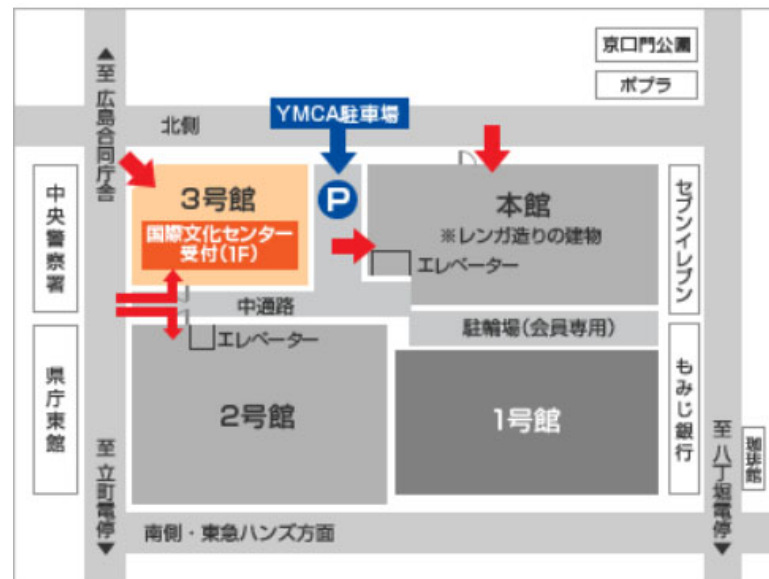 京口門公園
ポプラ
▲至 広島合同庁舎
北側
YMCA駐車場
中央警察署
3号館
国際文化センター
受付(1F)
P
本館
※レンガ造りの建物
エレベーター
セブンイレブン
中通路
駐輪場(会員専用)
エレベーター
県庁東館
2号館
1号館
もみじ銀行
至 立町電停▼
至 八丁堀電停▼
珈琲館
南側・東急ハンズ方面